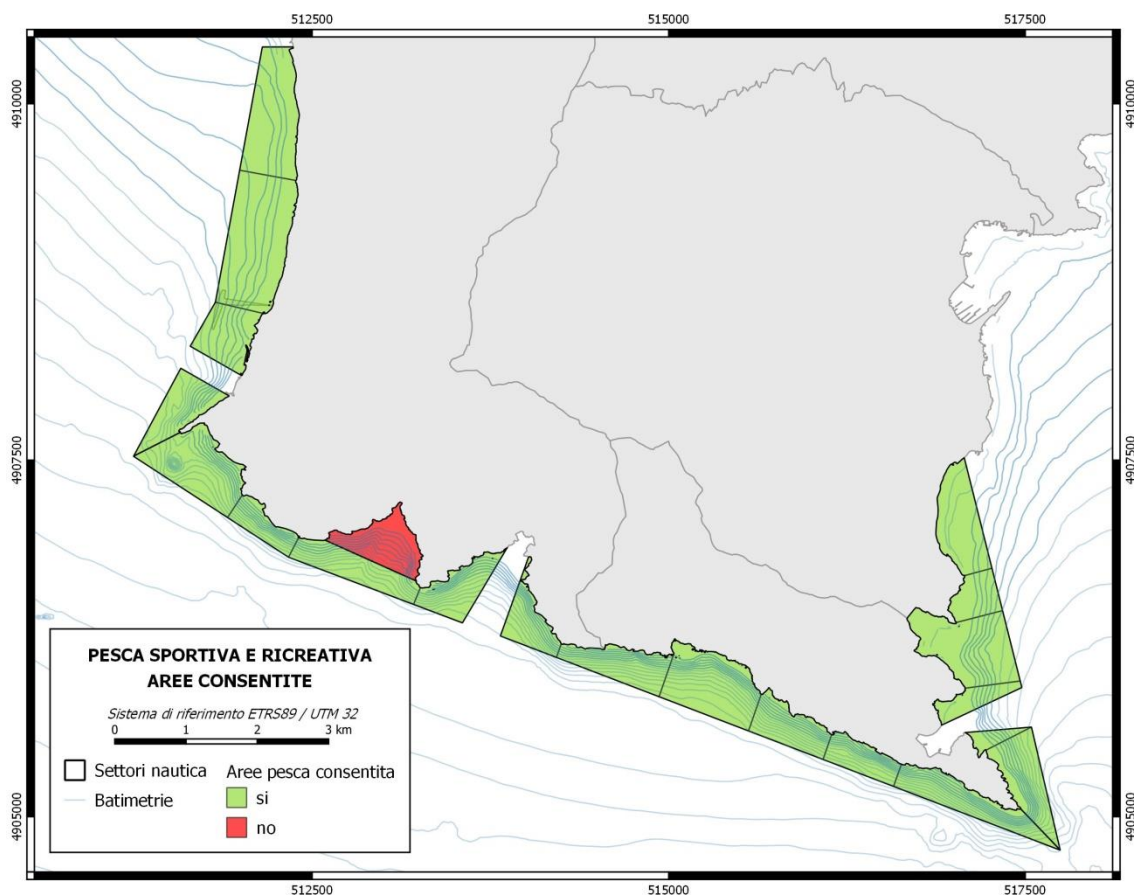 512500 515000 517500
4910000 4910000
4907500 4907500
4905000 4905000
PESCA SPORTIVA E RICREATIVA
AREE CONSENTITE
Sistema di riferimento ETRS89 / UTM 32
0 1 2 3 km
Settori nautica
Batimetrie
Aree pesca consentita
si
no
512500 515000 517500